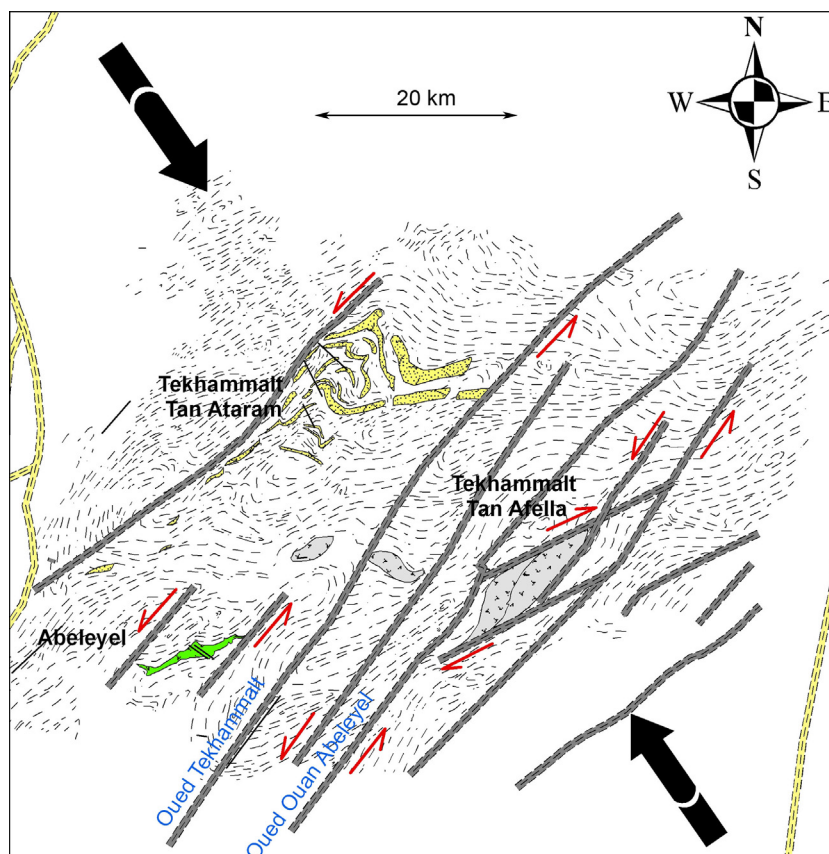 N
20 km
W
E
S
Tekhammalt
Tan Ataram
Tekhammalt
Tan Afella
Abeleyel
Oued Tekhammalt
Oued Ouan Abeleyel